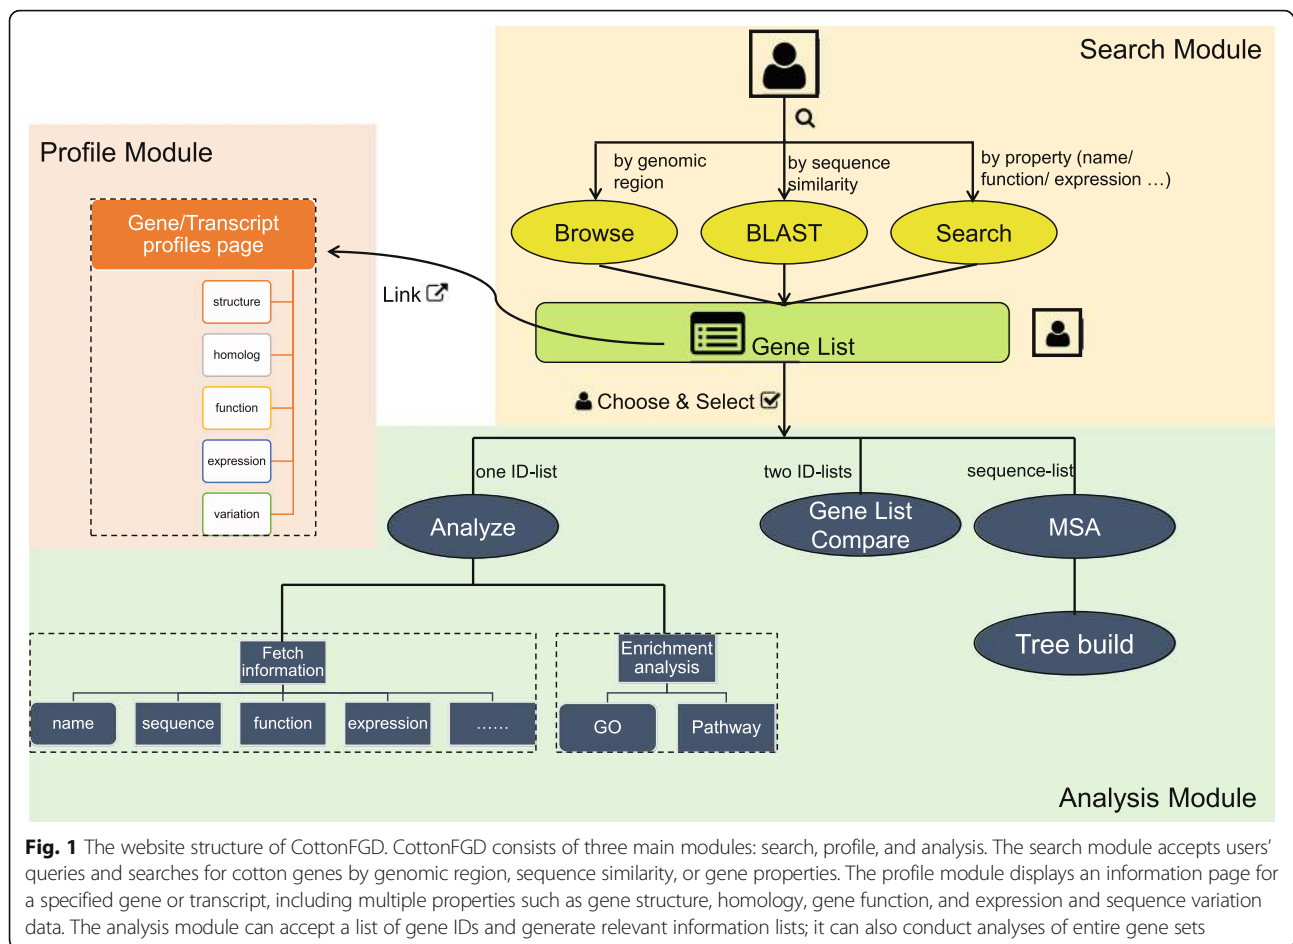 Search Module
by genomic
region
by sequence
similarity
by property (name/
function/ expression …)
Browse
BLAST
Search
Gene List
Link
Choose & Select
Profile Module
Gene/Transcript
profiles page
structure
homolog
function
expression
variation
one ID-list
two ID-lists
sequence-list
Analyze
Gene List
Compare
MSA
Tree build
Fetch
information
name
sequence
function
expression
......
Enrichment
analysis
GO
Pathway
Analysis Module
Fig. 1 The website structure of CottonFGD. CottonFGD consists of three main modules: search, profile, and analysis. The search module accepts users’
queries and searches for cotton genes by genomic region, sequence similarity, or gene properties. The profile module displays an information page for
a specified gene or transcript, including multiple properties such as gene structure, homology, gene function, and expression and sequence variation
data. The analysis module can accept a list of gene IDs and generate relevant information lists; it can also conduct analyses of entire gene sets